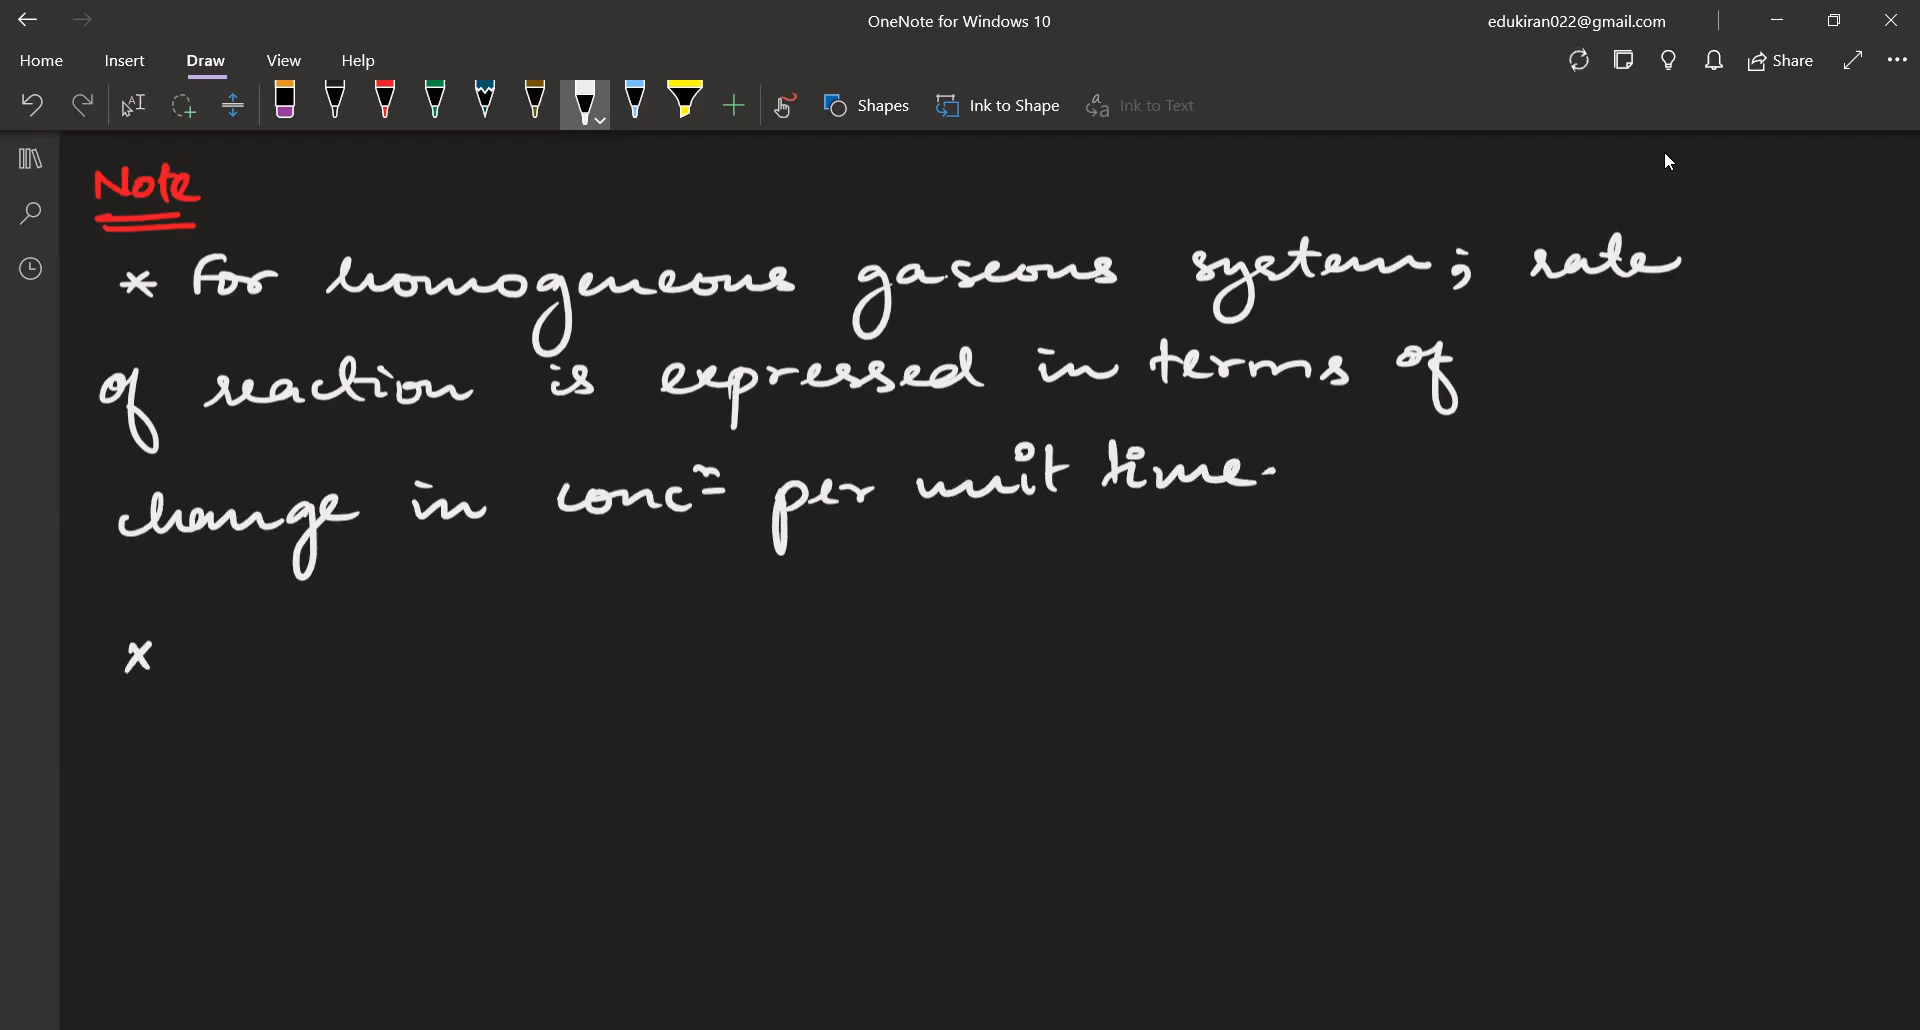 OneNote for Windows 10
edukiran022@gmail.com
Home Insert Draw View Help
Share
Shapes Ink to Shape Ink to Text
Note
* For homogeneous gaseous system; rate
of reaction is expressed in terms of
change in concⁿ per unit time.
*